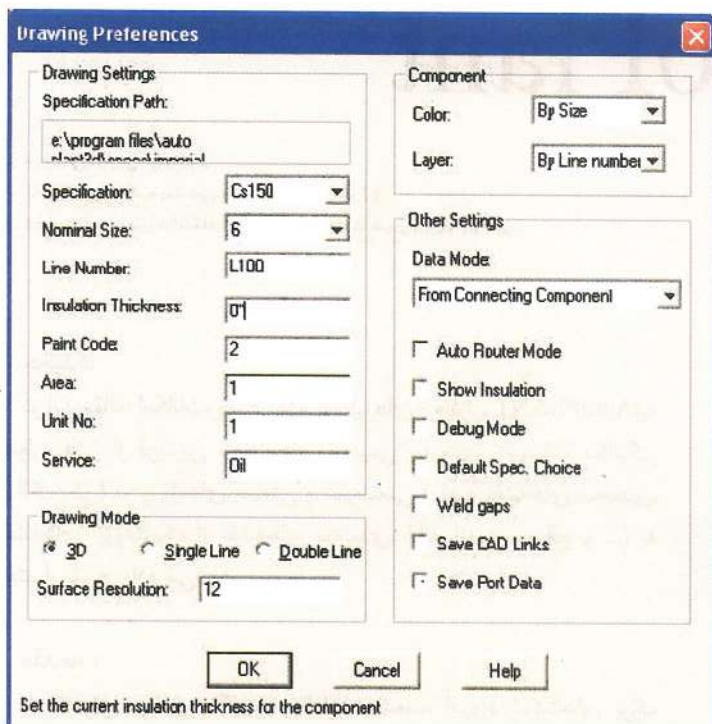 Drawing Preferences
Drawing Settings
Specification Path:
e:\program files\auto
plant3d\specs\imperial
Specification: Cs150
Nominal Size: 6
Line Number: L100
Insulation Thickness: 0"
Paint Code: 2
Area: 1
Unit No: 1
Service: Oil
Drawing Mode
3D Single Line Double Line
Surface Resolution: 12
Component
Color: By Size
Layer: By Line number
Other Settings
Data Mode:
From Connecting Component
Auto Router Mode
Show Insulation
Debug Mode
Default Spec. Choice
Weld gaps
Save CAD Links
Save Port Data
OK Cancel Help
Set the current insulation thickness for the component